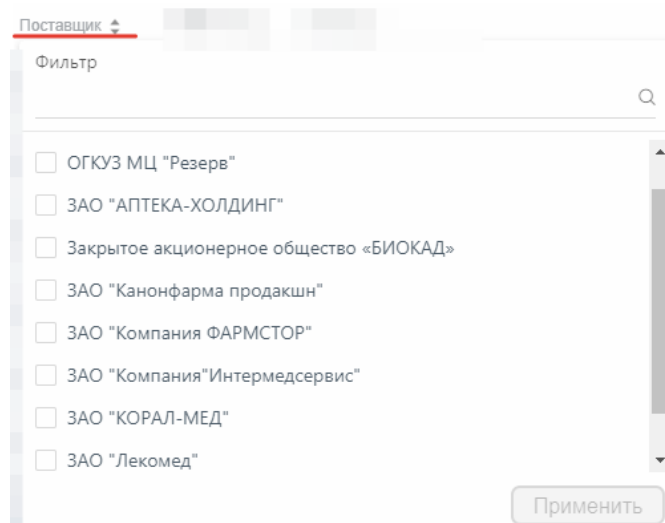 Поставщик
Фильтр
ОГКУЗ МЦ "Резерв"
ЗАО "АПТЕКА-ХОЛДИНГ"
Закрытое акционерное общество «БИОКАД»
ЗАО "Канонфарма продакшн"
ЗАО "Компания ФАРМСТОР"
ЗАО "Компания"Интермедсервис"
ЗАО "КОРАЛ-МЕД"
ЗАО "Лекомед"
Применить